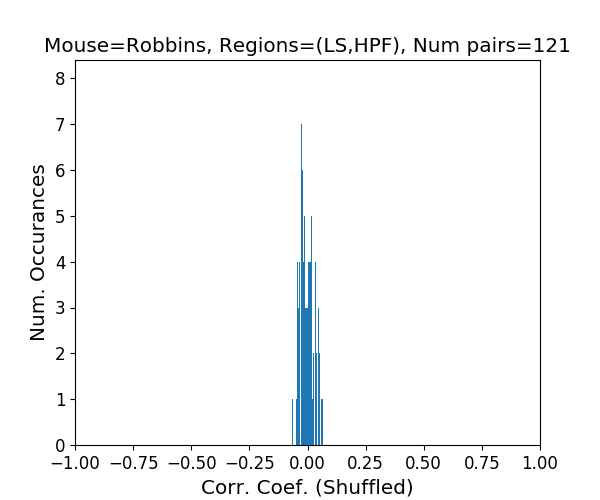 Mouse=Robbins, Regions=(LS,HPF), Num pairs=121
8
7
6
5
4
3
2
1
0
Num. Occurances
−1.00 −0.75 −0.50 −0.25 0.00 0.25 0.50 0.75 1.00
Corr. Coef. (Shuffled)